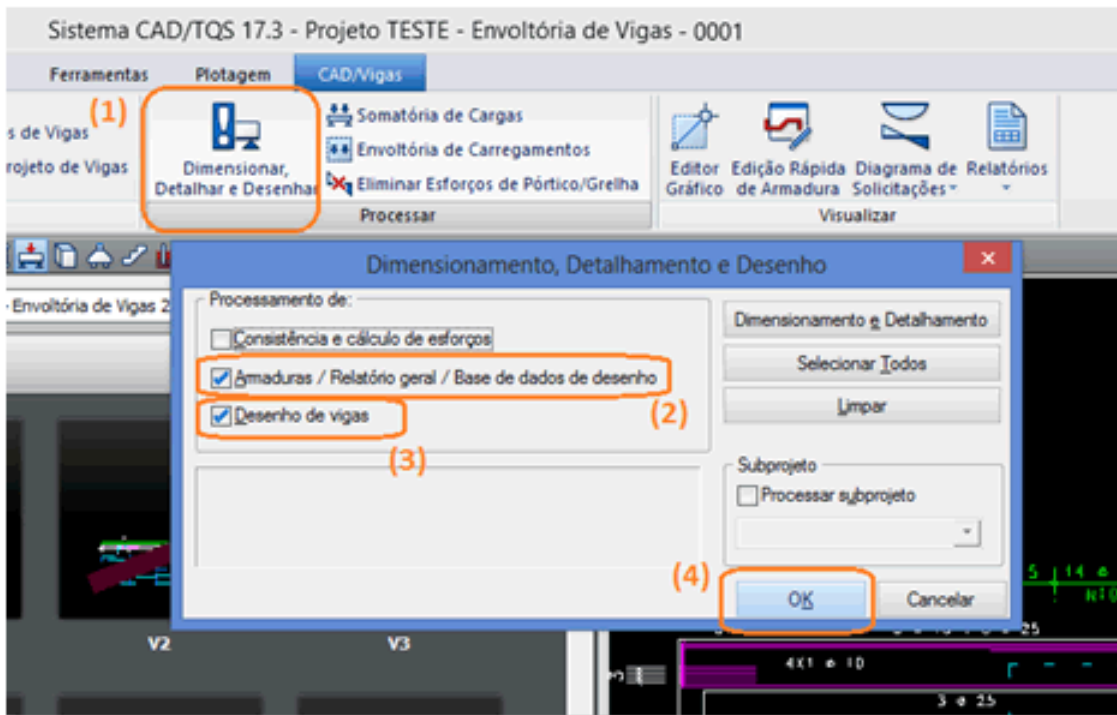 Sistema CAD/TQS 17.3 - Projeto TESTE - Envoltória de Vigas - 0001
Ferramentas Plotagem CAD/Vigas
(1)
s de Vigas
rojeto de Vigas
Dimensionar,
Detalhar e Desenhar
Somatória de Cargas
Envoltória de Carregamentos
Eliminar Esforços de Pórtico/Grelha
Processar
Editor
Gráfico
Edição Rápida
de Armadura
Diagrama de
Solicitações
Relatórios
Visualizar
- Envoltória de Vigas 2
Dimensionamento, Detalhamento e Desenho
Processamento de:
Consistência e cálculo de esforços
Armaduras / Relatório geral / Base de dados de desenho
(2)
Desenho de vigas
(3)
Dimensionamento e Detalhamento
Selecionar Todos
Limpar
Subprojeto
Processar subprojeto
(4)
OK
Cancelar
V2 V3
5 14 ø
4X1 ø 10
3 ø 25